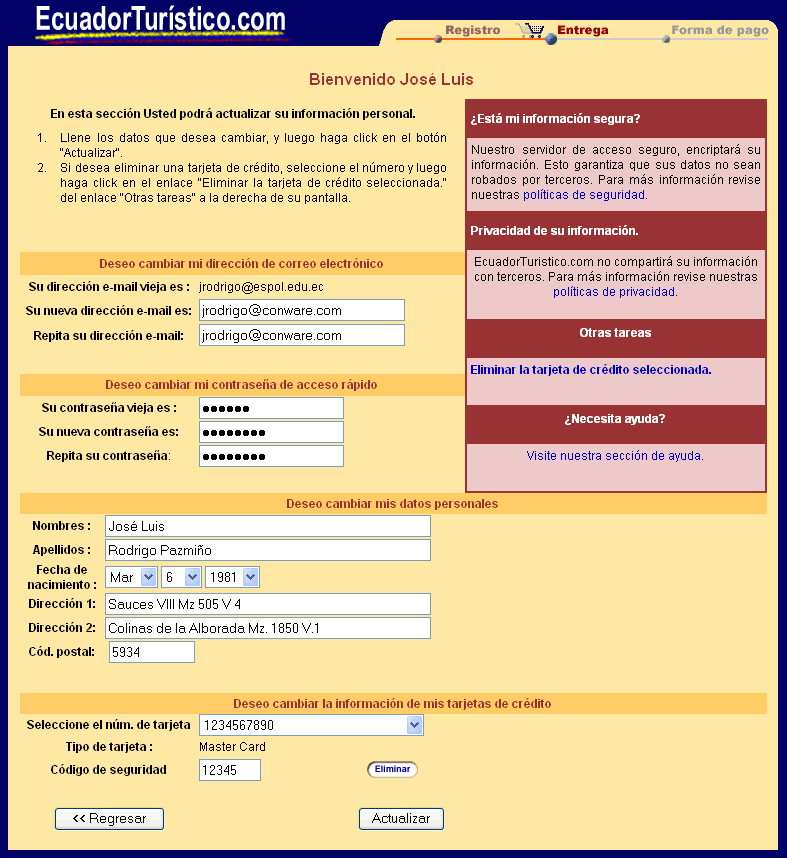 EcuadorTurístico.com
Registro
Entrega
Forma de pago
Bienvenido José Luis
En esta sección Usted podrá actualizar su información personal.
1. Llene los datos que desea cambiar, y luego haga click en el botón
"Actualizar".
2. Si desea eliminar una tarjeta de crédito, seleccione el número y luego
haga click en el enlace "Eliminar la tarjeta de crédito seleccionada."
del enlace "Otras tareas" a la derecha de su pantalla.
¿Está mi información segura?
Nuestro servidor de acceso seguro, encriptará su
información. Esto garantiza que sus datos no sean
robados por terceros. Para más información revise
nuestras políticas de seguridad.
Privacidad de su información.
EcuadorTuristico.com no compartirá su información
con terceros. Para más información revise nuestras
políticas de privacidad.
Otras tareas
Eliminar la tarjeta de crédito seleccionada.
¿Necesita ayuda?
Visite nuestra sección de ayuda.
Deseo cambiar mi dirección de correo electrónico
Su dirección e-mail vieja es : jrodrigo@espol.edu.ec
Su nueva dirección e-mail es: jrodrigo@conware.com
Repita su dirección e-mail: jrodrigo@conware.com
Deseo cambiar mi contraseña de acceso rápido
Su contraseña vieja es : ●●●●●●
Su nueva contraseña es: ●●●●●●●●
Repita su contraseña: ●●●●●●●●
Deseo cambiar mis datos personales
Nombres : José Luis
Apellidos : Rodrigo Pazmiño
Fecha de
nacimiento : Mar 6 1981
Dirección 1: Sauces VIII Mz 505 V 4
Dirección 2: Colinas de la Alborada Mz. 1850 V.1
Cód. postal: 5934
Deseo cambiar la información de mis tarjetas de crédito
Seleccione el núm. de tarjeta 1234567890
Tipo de tarjeta : Master Card
Código de seguridad 12345 Eliminar
<< Regresar Actualizar